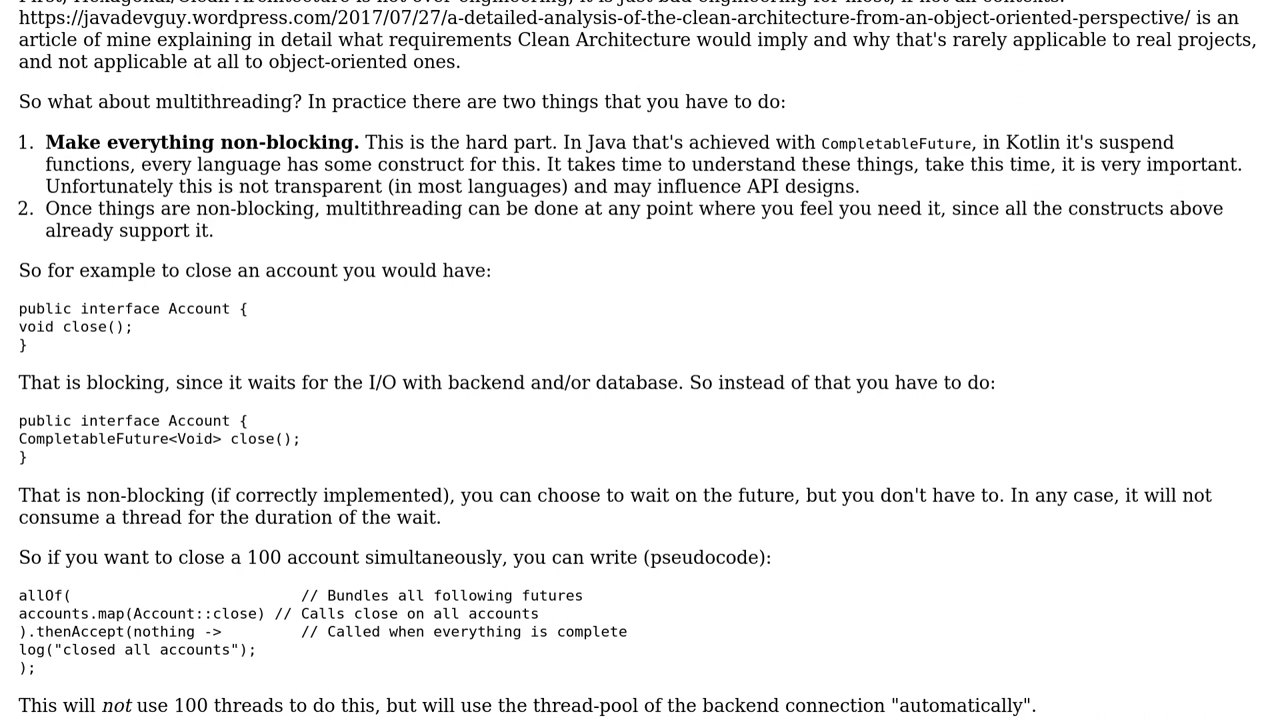 https://javadevguy.wordpress.com/2017/07/27/a-detailed-analysis-of-the-clean-architecture-from-an-object-oriented-perspective/ is an
article of mine explaining in detail what requirements Clean Architecture would imply and why that's rarely applicable to real projects,
and not applicable at all to object-oriented ones.
So what about multithreading? In practice there are two things that you have to do:
1. Make everything non-blocking. This is the hard part. In Java that's achieved with CompletableFuture, in Kotlin it's suspend
functions, every language has some construct for this. It takes time to understand these things, take this time, it is very important.
Unfortunately this is not transparent (in most languages) and may influence API designs.
2. Once things are non-blocking, multithreading can be done at any point where you feel you need it, since all the constructs above
already support it.
So for example to close an account you would have:
public interface Account {
void close();
}
That is blocking, since it waits for the I/O with backend and/or database. So instead of that you have to do:
public interface Account {
CompletableFuture<Void> close();
}
That is non-blocking (if correctly implemented), you can choose to wait on the future, but you don't have to. In any case, it will not
consume a thread for the duration of the wait.
So if you want to close a 100 account simultaneously, you can write (pseudocode):
allOf(                          // Bundles all following futures
accounts.map(Account::close) // Calls close on all accounts
).thenAccept(nothing ->         // Called when everything is complete
log("closed all accounts");
);
This will not use 100 threads to do this, but will use the thread-pool of the backend connection "automatically".